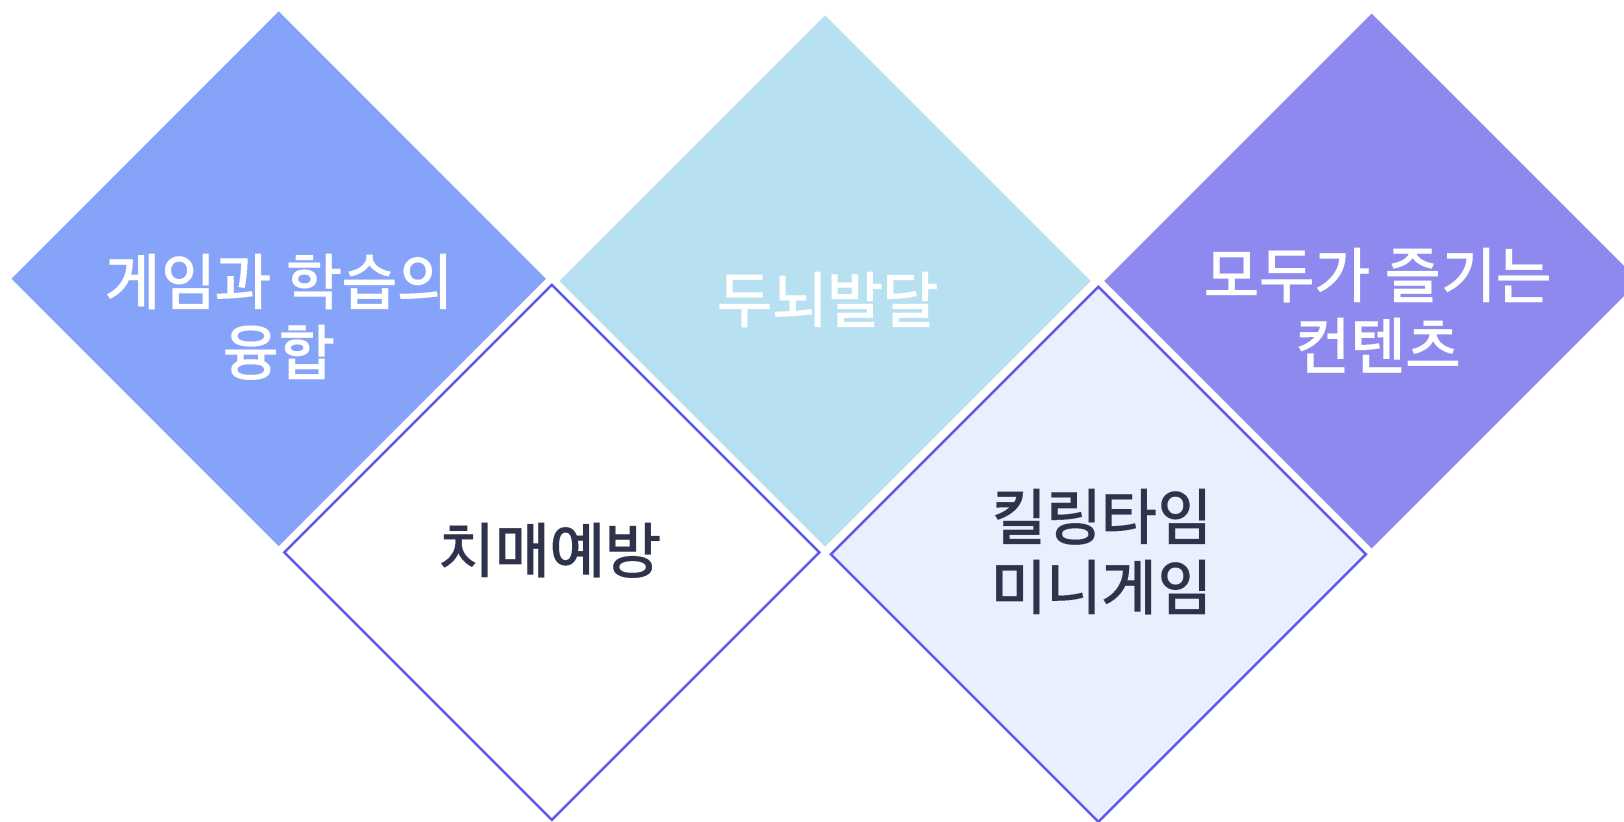 게임과 학습의
융합
두뇌발달
모두가 즐기는
컨텐츠
치매예방
킬링타임
미니게임